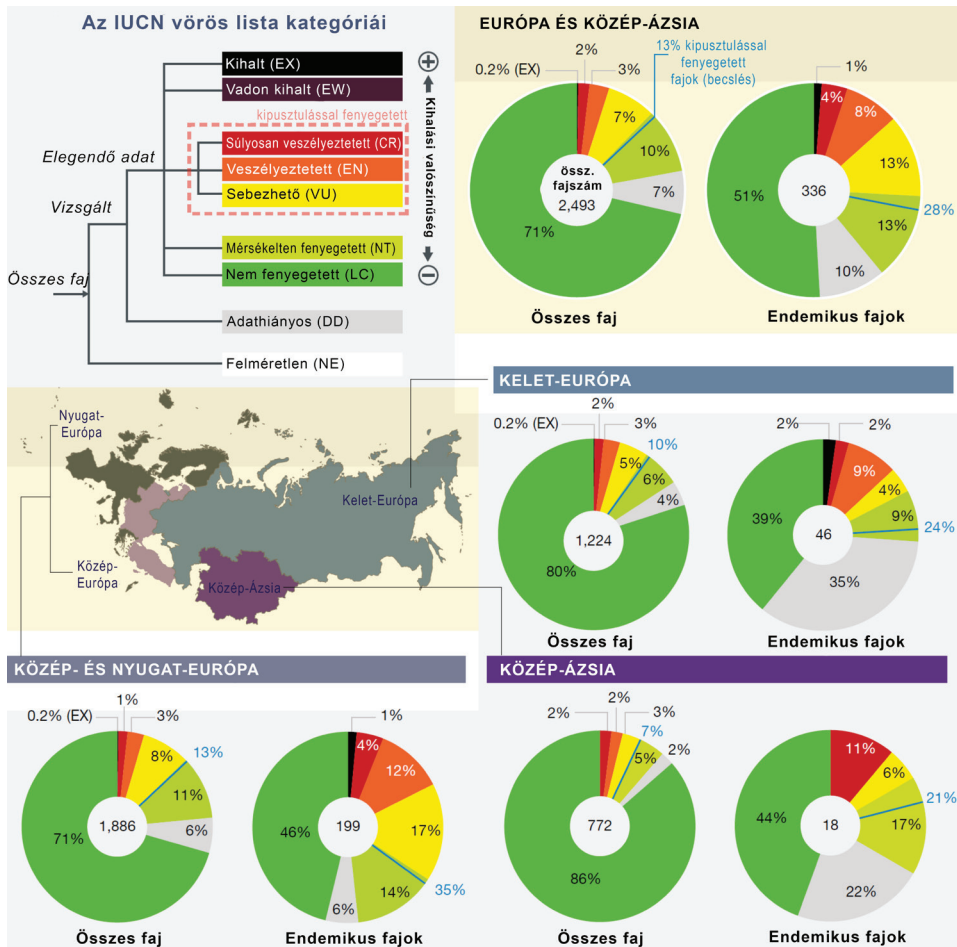 Az IUCN vörös lista kategóriái
Kihalt (EX)
Vadon kihalt (EW)
kipusztulással fenyegetett
Súlyosan veszélyeztetett (CR)
Veszélyeztetett (EN)
Sebezhető (VU)
Mérsékelten fenyegetett (NT)
Nem fenyegetett (LC)
Adathiányos (DD)
Felméretlen (NE)
Elegendő adat
Vizsgált
Összes faj
+
Kihalási valószínűség
−
EURÓPA ÉS KÖZÉP-ÁZSIA
0.2% (EX)
2%
3%
13% kipusztulással
fenyegetett
fajok (becslés)
7%
10%
7%
71%
össz.
fajszám
2,493
Összes faj
1%
4%
8%
13%
28%
13%
10%
51%
336
Endemikus fajok
Nyugat-
Európa
Közép-
Európa
Kelet-Európa
Közép-Ázsia
KELET-EURÓPA
0.2% (EX)
2%
3%
5%
10%
6%
4%
80%
1,224
Összes faj
2%
2%
9%
4%
9%
24%
35%
39%
46
Endemikus fajok
KÖZÉP- ÉS NYUGAT-EURÓPA
0.2% (EX)
1%
3%
8%
13%
11%
6%
71%
1,886
Összes faj
1%
4%
12%
17%
35%
14%
6%
46%
199
Endemikus fajok
KÖZÉP-ÁZSIA
2%
2%
3%
7%
5%
2%
86%
772
Összes faj
11%
6%
21%
17%
22%
44%
18
Endemikus fajok